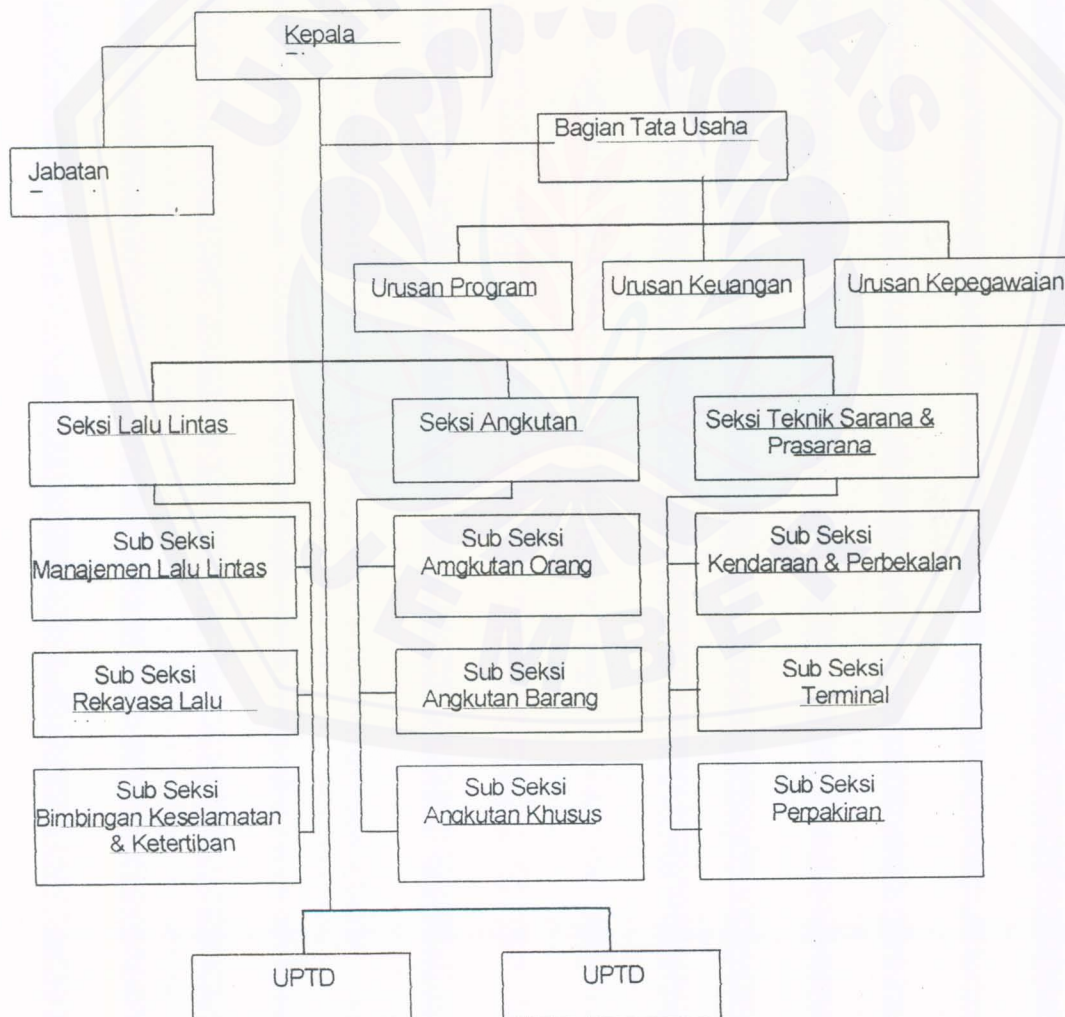 Kepala
Jabatan
Bagian Tata Usaha
Urusan Program
Urusan Keuangan
Urusan Kepegawaian
Seksi Lalu Lintas
Seksi Angkutan
Seksi Teknik Sarana &
Prasarana
Sub Seksi
Manajemen Lalu Lintas
Sub Seksi
Amgkutan Orang
Sub Seksi
Kendaraan & Perbekalan
Sub Seksi
Rekayasa Lalu
Sub Seksi
Angkutan Barang
Sub Seksi
Terminal
Sub Seksi
Bimbingan Keselamatan
& Ketertiban
Sub Seksi
Angkutan Khusus
Sub Seksi
Perpakiran
UPTD
UPTD
JEMBER